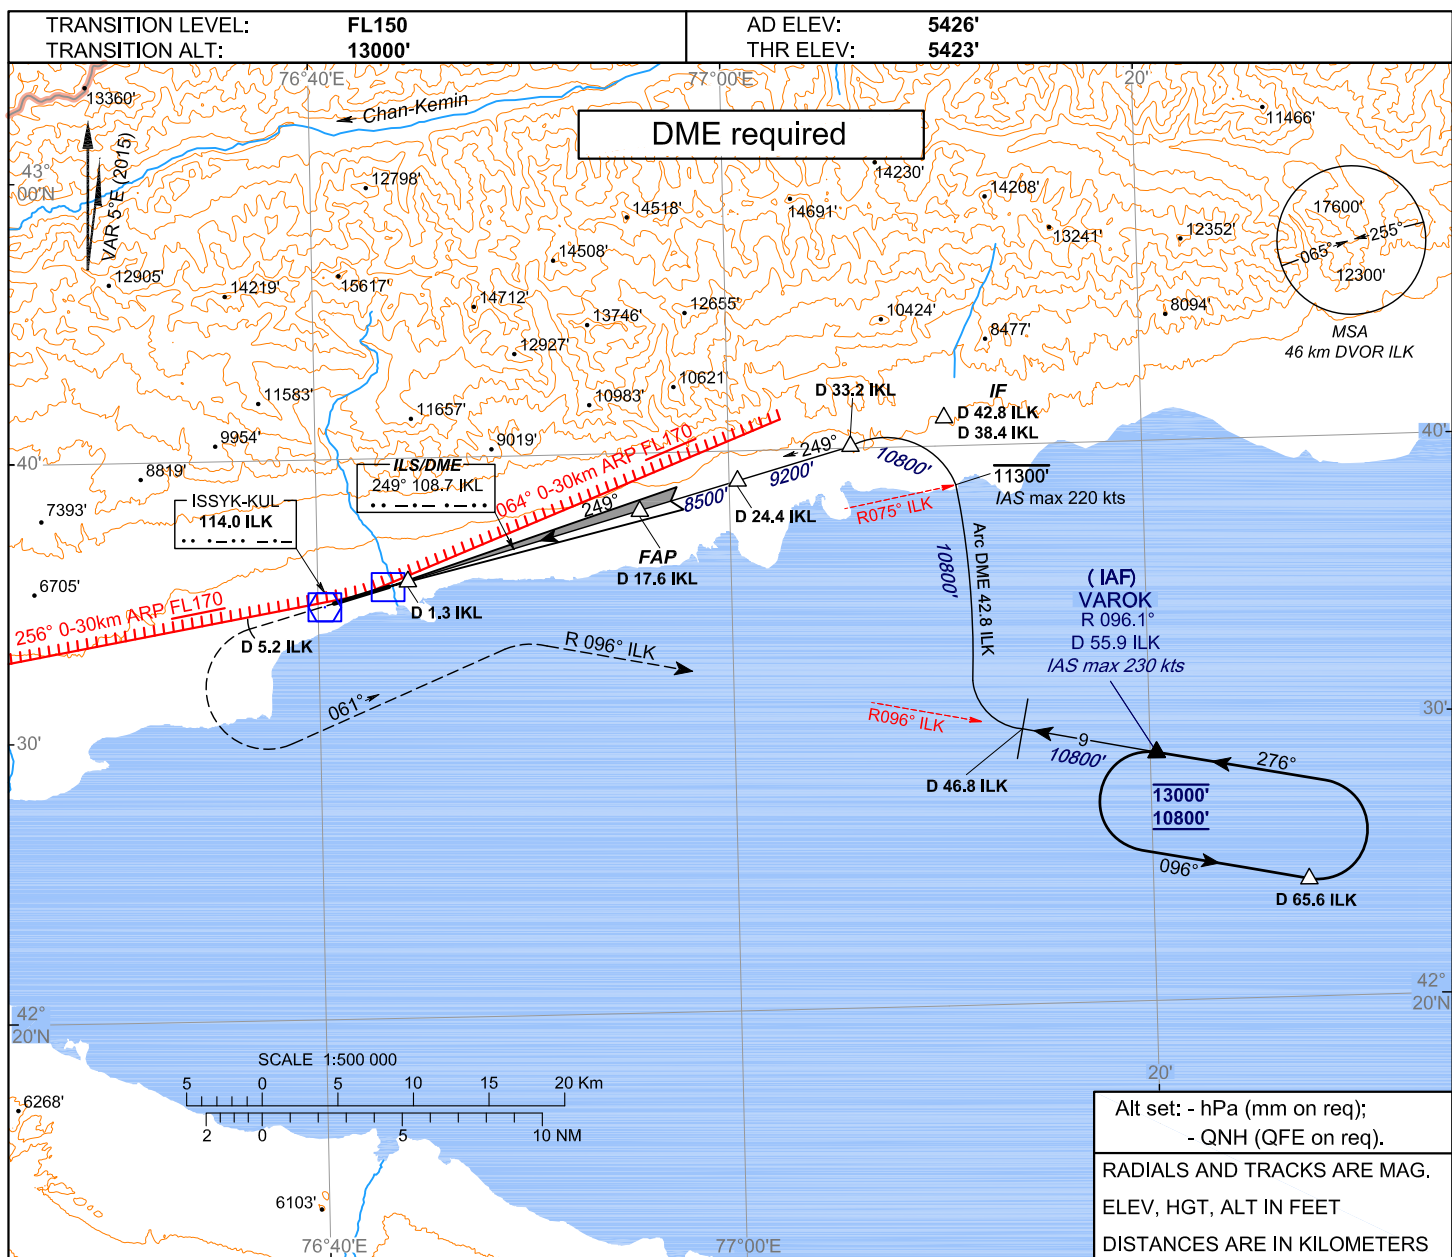 TRANSITION LEVEL: FL150
TRANSITION ALT: 13000'
AD ELEV: 5426'
THR ELEV: 5423'
76°40'E
77°00'E
20'
13360'
Chan-Kemin
DME required
11466'
VAR 5°E (2015)
43°
00'N
12798'
14230'
14208'
14518'
14691'
13241'
12352'
17600'
255°
065°
12300'
MSA
46 km DVOR ILK
14508'
12905'
14219'
15617'
14712'
13746'
12655'
10424'
8477'
8094'
12927'
10621
11583'
11657'
10983'
9954'
9019'
D 33.2 IKL
IF
D 42.8 ILK
D 38.4 IKL
40'
40'
8819'
ILS/DME
249° 108.7 IKL
064° 0-30km ARP FL170
249°
10800'
9200'
11300'
IAS max 220 kts
7393'
ISSYK-KUL
114.0 ILK
249°
8500'
D 24.4 IKL
R075° ILK
FAP
D 17.6 IKL
Arc DME 42.8 ILK
10800'
6705'
( IAF)
VAROK
R 096.1°
D 55.9 ILK
IAS max 230 kts
256° 0-30km ARP FL170
D 1.3 IKL
D 5.2 ILK
R 096° ILK
061°
R096° ILK
30'
30'
9
10800'
276°
D 46.8 ILK
13000'
10800'
096°
D 65.6 ILK
42°
20'N
42°
20'N
SCALE 1:500 000
5 0 5 10 15 20 Km
2 0 5 10 NM
20'
6268'
6103'
76°40'E
77°00'E
Alt set: - hPa (mm on req);
- QNH (QFE on req).
RADIALS AND TRACKS ARE MAG.
ELEV, HGT, ALT IN FEET
DISTANCES ARE IN KILOMETERS